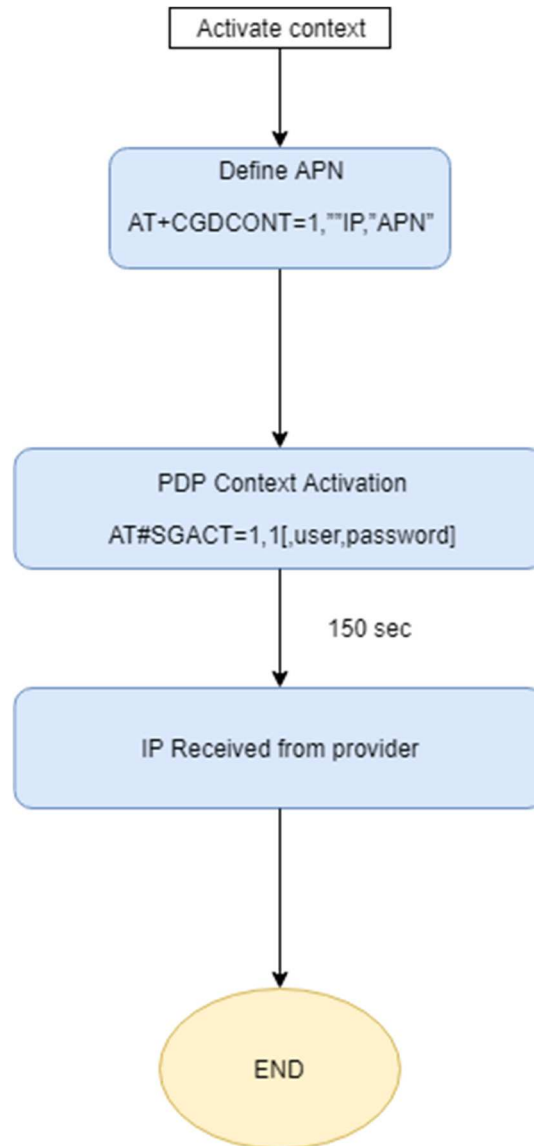 Activate context
Define APN
AT+CGDCONT=1,””IP,”APN”
PDP Context Activation
AT#SGACT=1,1[,user,password]
150 sec
IP Received from provider
END